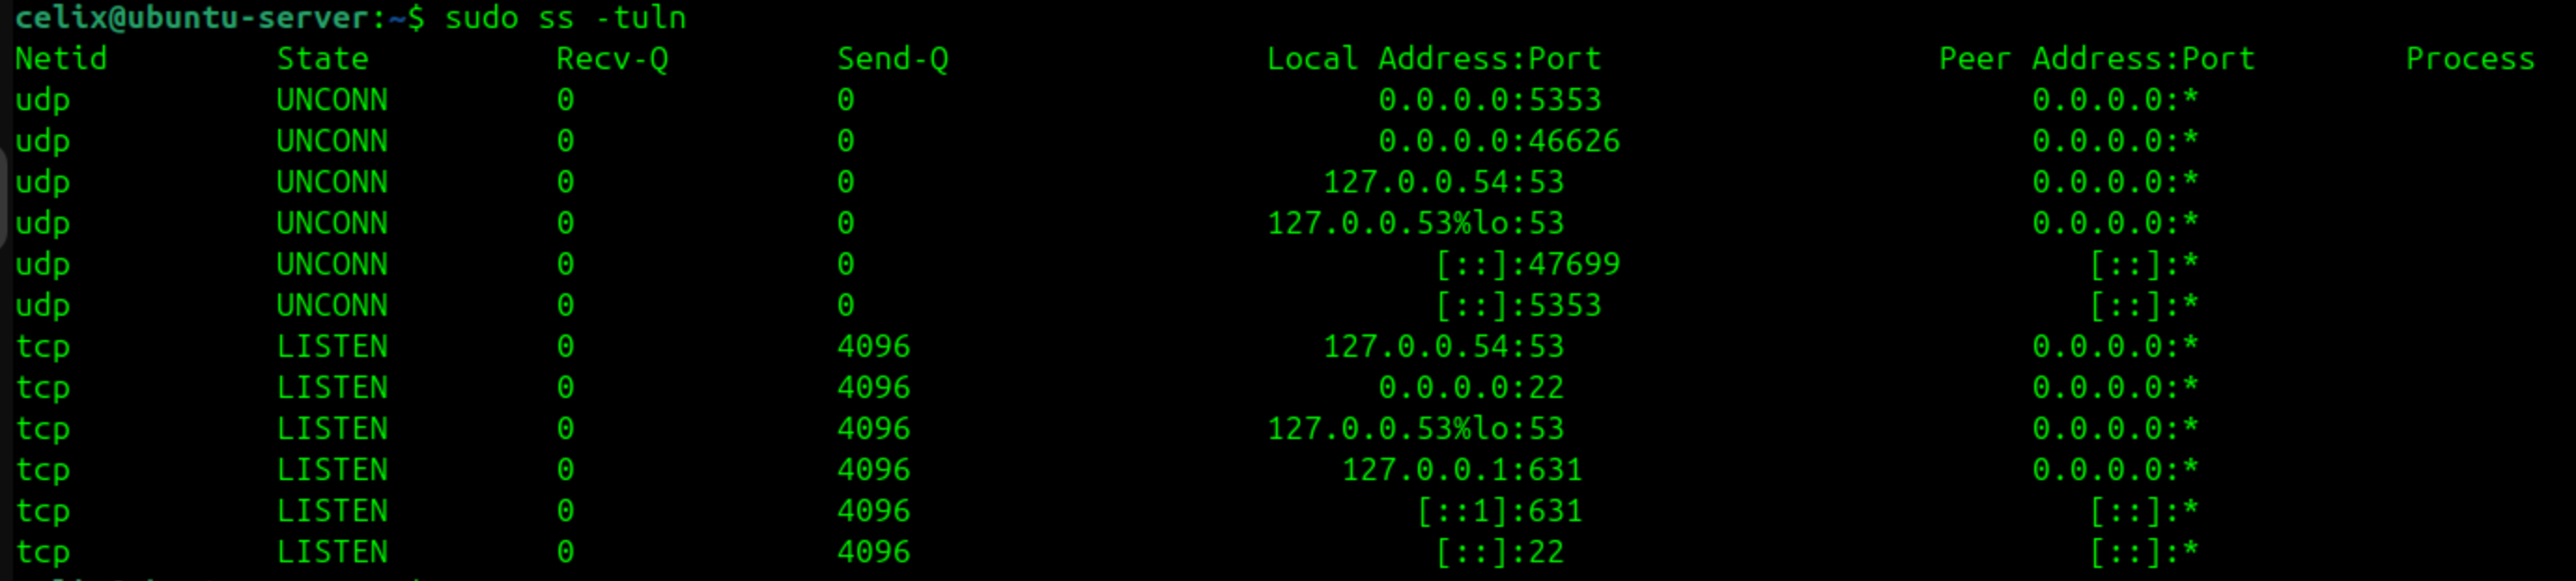 celix@ubuntu-server:~$ sudo ss -tuln
Netid State Recv-Q Send-Q Local Address:Port Peer Address:Port Process
udp UNCONN 0 0 0.0.0.0:5353 0.0.0.0:*
udp UNCONN 0 0 0.0.0.0:46626 0.0.0.0:*
udp UNCONN 0 0 127.0.0.54:53 0.0.0.0:*
udp UNCONN 0 0 127.0.0.53%lo:53 0.0.0.0:*
udp UNCONN 0 0 [::]:47699 [::]:*
udp UNCONN 0 0 [::]:5353 [::]:*
tcp LISTEN 0 4096 127.0.0.54:53 0.0.0.0:*
tcp LISTEN 0 4096 0.0.0.0:22 0.0.0.0:*
tcp LISTEN 0 4096 127.0.0.53%lo:53 0.0.0.0:*
tcp LISTEN 0 4096 127.0.0.1:631 0.0.0.0:*
tcp LISTEN 0 4096 [::1]:631 [::]:*
tcp LISTEN 0 4096 [::]:22 [::]:*